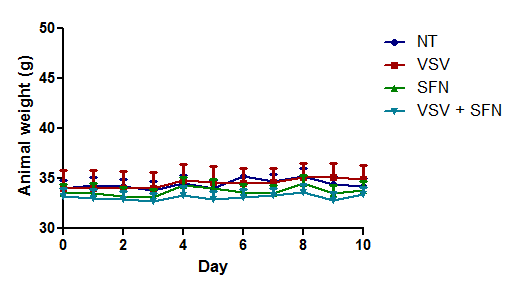 50
45
40
35
30
Animal weight (g)
0
2
4
6
8
10
Day
NT
VSV
SFN
VSV + SFN